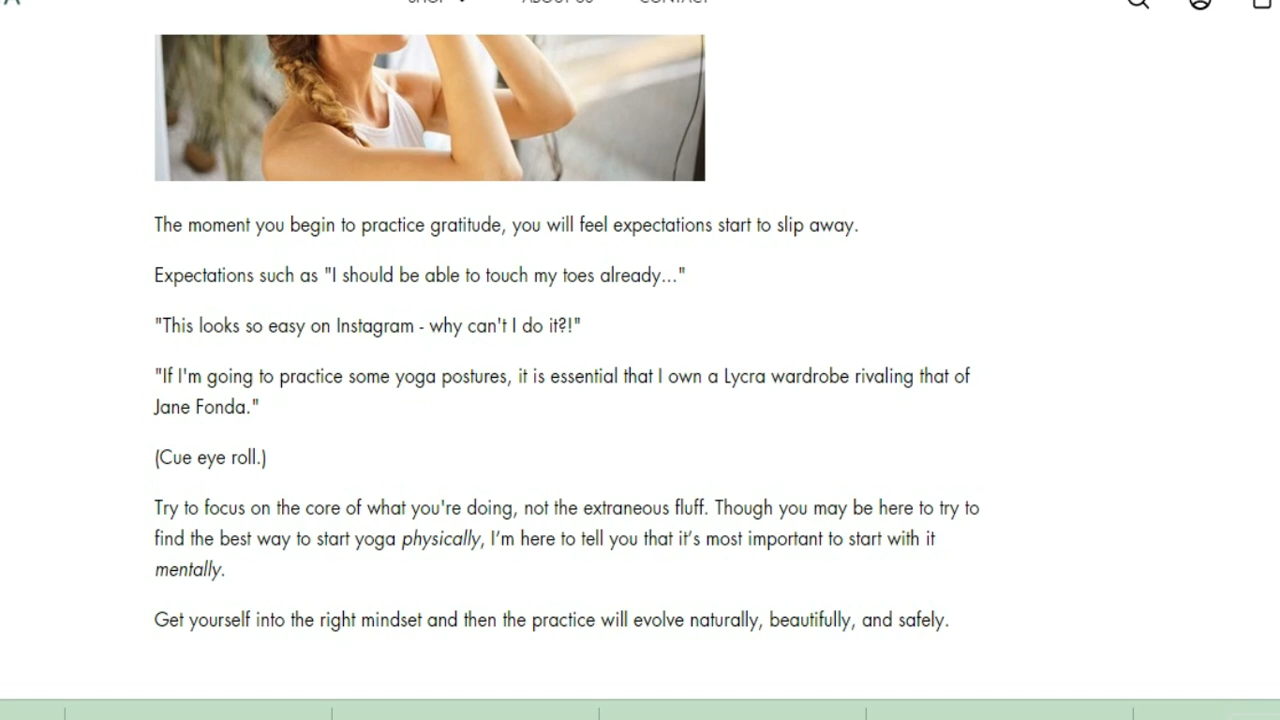 SHOP ABOUT US CONTACT
The moment you begin to practice gratitude, you will feel expectations start to slip away.
Expectations such as "I should be able to touch my toes already..."
"This looks so easy on Instagram - why can't I do it?!"
"If I'm going to practice some yoga postures, it is essential that I own a Lycra wardrobe rivaling that of
Jane Fonda."
(Cue eye roll.)
Try to focus on the core of what you're doing, not the extraneous fluff. Though you may be here to try to
find the best way to start yoga physically, I’m here to tell you that it’s most important to start with it
mentally.
Get yourself into the right mindset and then the practice will evolve naturally, beautifully, and safely.